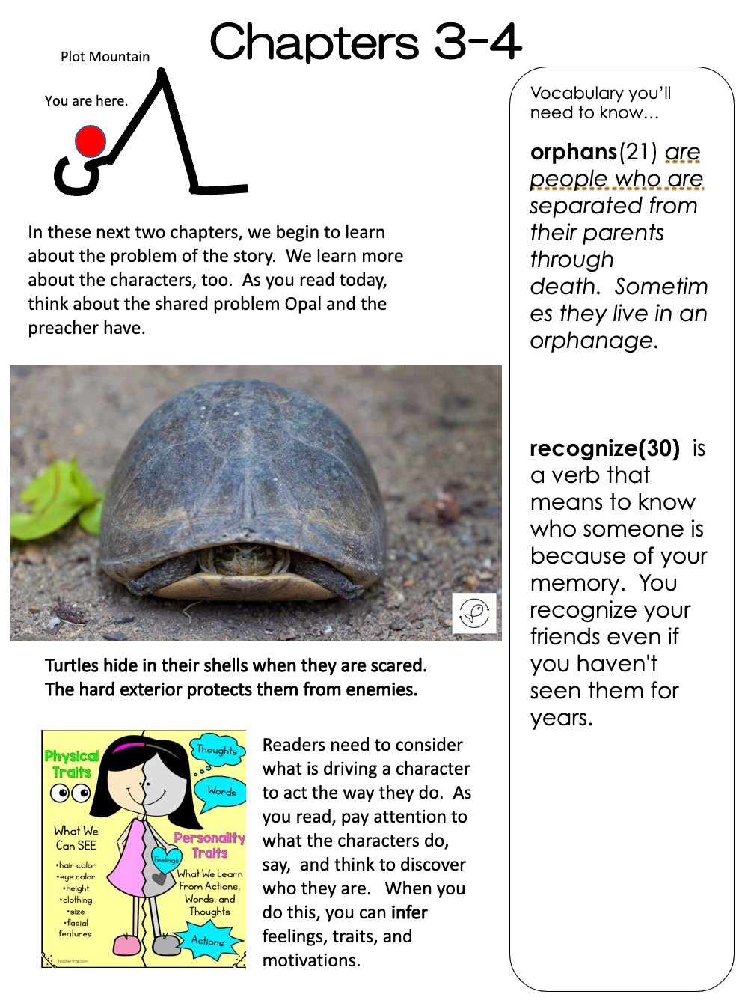 Chapters 3-4
Plot Mountain
You are here.
In these next two chapters, we begin to learn
about the problem of the story.  We learn more
about the characters, too.  As you read today,
think about the shared problem Opal and the
preacher have.
Turtles hide in their shells when they are scared.
The hard exterior protects them from enemies.
Physical
Traits
What We
Can SEE
•hair color
•eye color
•height
•clothing
•size
•facial
features
Thoughts
Words
Personality
Traits
Feelings
What We Learn
From Actions,
Words, and
Thoughts
Actions
teachertrap.com
Readers need to consider
what is driving a character
to act the way they do.  As
you read, pay attention to
what the characters do,
say,  and think to discover
who they are.   When you
do this, you can infer
feelings, traits, and
motivations.
Vocabulary you’ll
need to know…
orphans(21) are
people who are
separated from
their parents
through
death.  Sometim
es they live in an
orphanage.
recognize(30)  is
a verb that
means to know
who someone is
because of your
memory.  You
recognize your
friends even if
you haven't
seen them for
years.